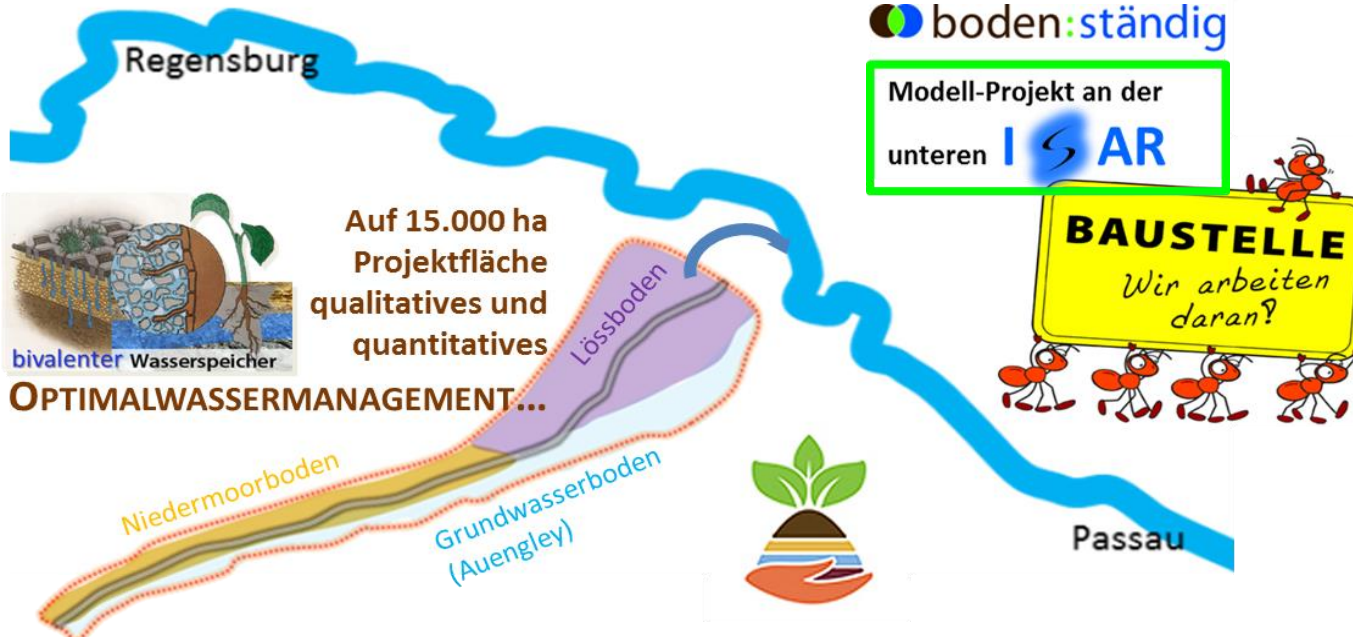 Regensburg
boden:ständig
Modell-Projekt an der
unteren ISAR
BAUSTELLE
Wir arbeiten
daran?
Auf 15.000 ha
Projektfläche
qualitatives und
quantitatives
OPTIMALWASSERMANAGEMENT...
bivalenter Wasserspeicher
Lössboden
Niedermoorboden
Grundwasserboden
(Auengley)
Passau